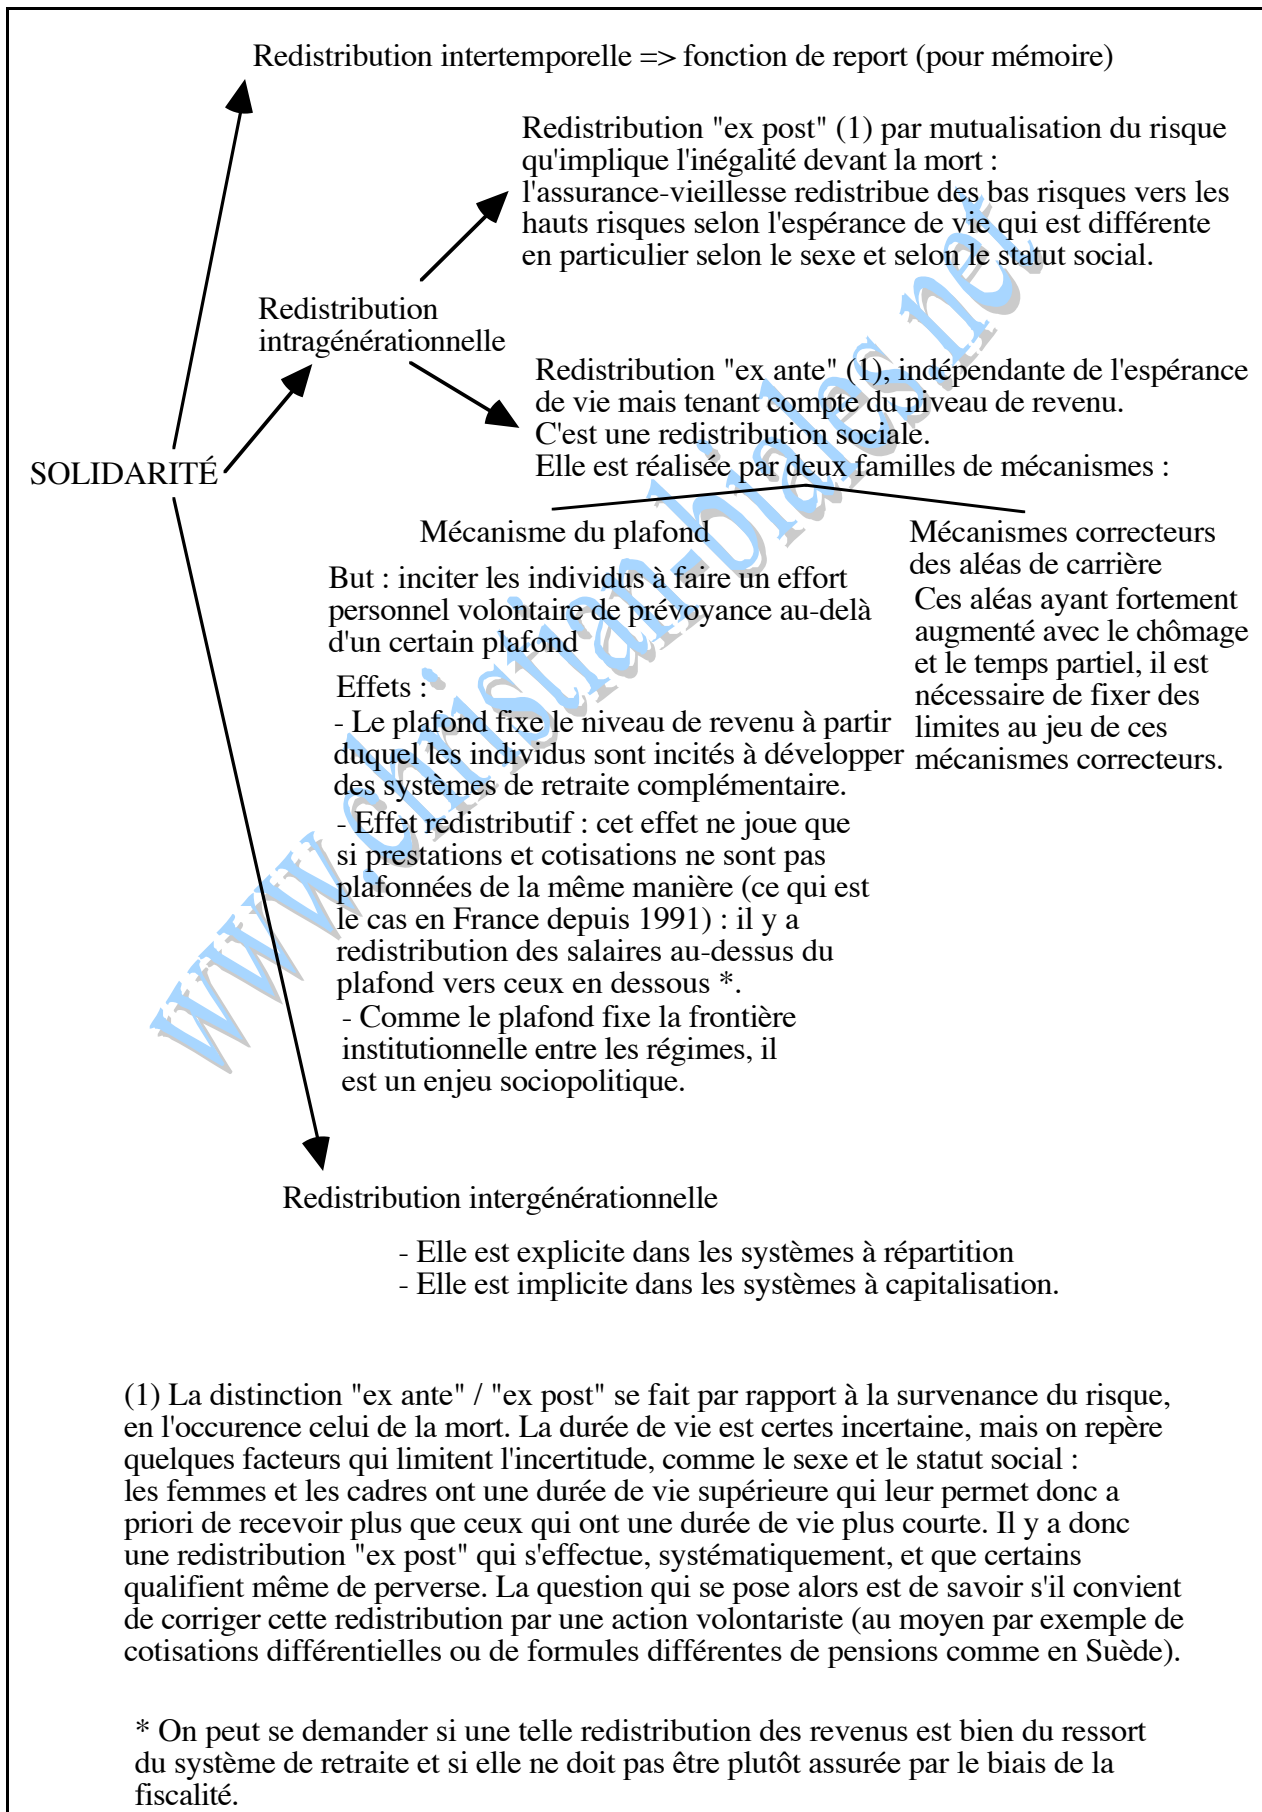 Redistribution intertemporelle => fonction de report (pour mémoire)
Redistribution "ex post" (1) par mutualisation du risque
qu'implique l'inégalité devant la mort :
l'assurance-vieillesse redistribue des bas risques vers les
hauts risques selon l'espérance de vie qui est différente
en particulier selon le sexe et selon le statut social.
Redistribution
intragénérationnelle
Redistribution "ex ante" (1), indépendante de l'espérance
de vie mais tenant compte du niveau de revenu.
C'est une redistribution sociale.
Elle est réalisée par deux familles de mécanismes :
SOLIDARITÉ
Mécanisme du plafond
But : inciter les individus à faire un effort
personnel volontaire de prévoyance au-delà
d'un certain plafond
Effets :
- Le plafond fixe le niveau de revenu à partir
duquel les individus sont incités à développer
des systèmes de retraite complémentaire.
- Effet redistributif : cet effet ne joue que
si prestations et cotisations ne sont pas
plafonnées de la même manière (ce qui est
le cas en France depuis 1991) : il y a
redistribution des salaires au-dessus du
plafond vers ceux en dessous *.
- Comme le plafond fixe la frontière
institutionnelle entre les régimes, il
est un enjeu sociopolitique.
Mécanismes correcteurs
des aléas de carrière
Ces aléas ayant fortement
augmenté avec le chômage
et le temps partiel, il est
nécessaire de fixer des
limites au jeu de ces
mécanismes correcteurs.
Redistribution intergénérationnelle
- Elle est explicite dans les systèmes à répartition
- Elle est implicite dans les systèmes à capitalisation.
(1) La distinction "ex ante" / "ex post" se fait par rapport à la survenance du risque,
en l'occurence celui de la mort. La durée de vie est certes incertaine, mais on repère
quelques facteurs qui limitent l'incertitude, comme le sexe et le statut social :
les femmes et les cadres ont une durée de vie supérieure qui leur permet donc a
priori de recevoir plus que ceux qui ont une durée de vie plus courte. Il y a donc
une redistribution "ex post" qui s'effectue, systématiquement, et que certains
qualifient même de perverse. La question qui se pose alors est de savoir s'il convient
de corriger cette redistribution par une action volontariste (au moyen par exemple de
cotisations différentielles ou de formules différentes de pensions comme en Suède).
* On peut se demander si une telle redistribution des revenus est bien du ressort
du système de retraite et si elle ne doit pas être plutôt assurée par le biais de la
fiscalité.
www.christian-biales.net